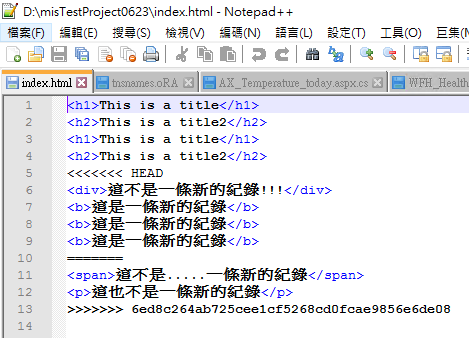 D:\misTestProject0623\index.html - Notepad++
檔案(F) 編輯(E) 搜尋(S) 檢視(V) 編碼(N) 語言(L) 設定(T) 工具(O) 巨集(M
index.html tnsnames.oRA AX_Temperature_today.aspx.cs WFH_Health
1 <h1>This is a title</h1>
2 <h2>This is a title2</h2>
3 <h1>This is a title</h1>
4 <h2>This is a title2</h2>
5 <<<<<<< HEAD
6 <div>這不是一條新的紀錄!!!</div>
7 <b>這是一條新的紀錄</b>
8 <b>這是一條新的紀錄</b>
9 <b>這是一條新的紀錄</b>
10 =======
11 <span>這不是.....一條新的紀錄</span>
12 <p>這也不是一條新的紀錄</p>
13 >>>>>>> 6ed8c264ab725cee1cf5268cd0fcae9856e6de08
14